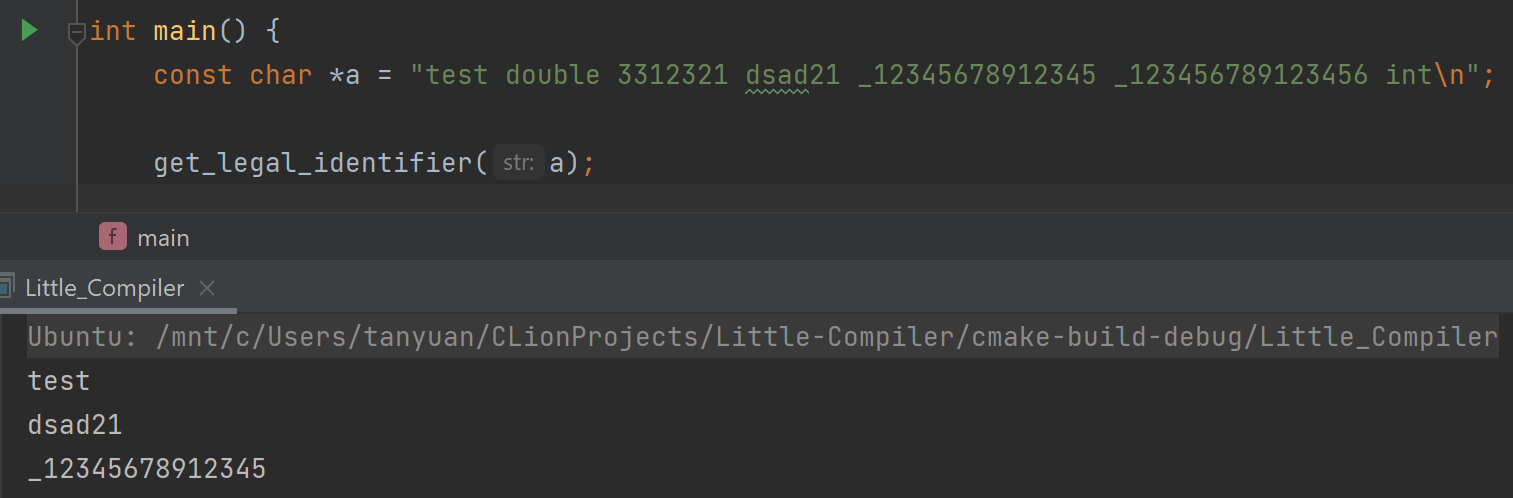 int main() {
const char *a = "test double 3312321 dsad21 _12345678912345 _123456789123456 int\n";
get_legal_identifier( str: a);
f main
Little_Compiler ×
Ubuntu: /mnt/c/Users/tanyuan/CLionProjects/Little-Compiler/cmake-build-debug/Little_Compiler
test
dsad21
_12345678912345